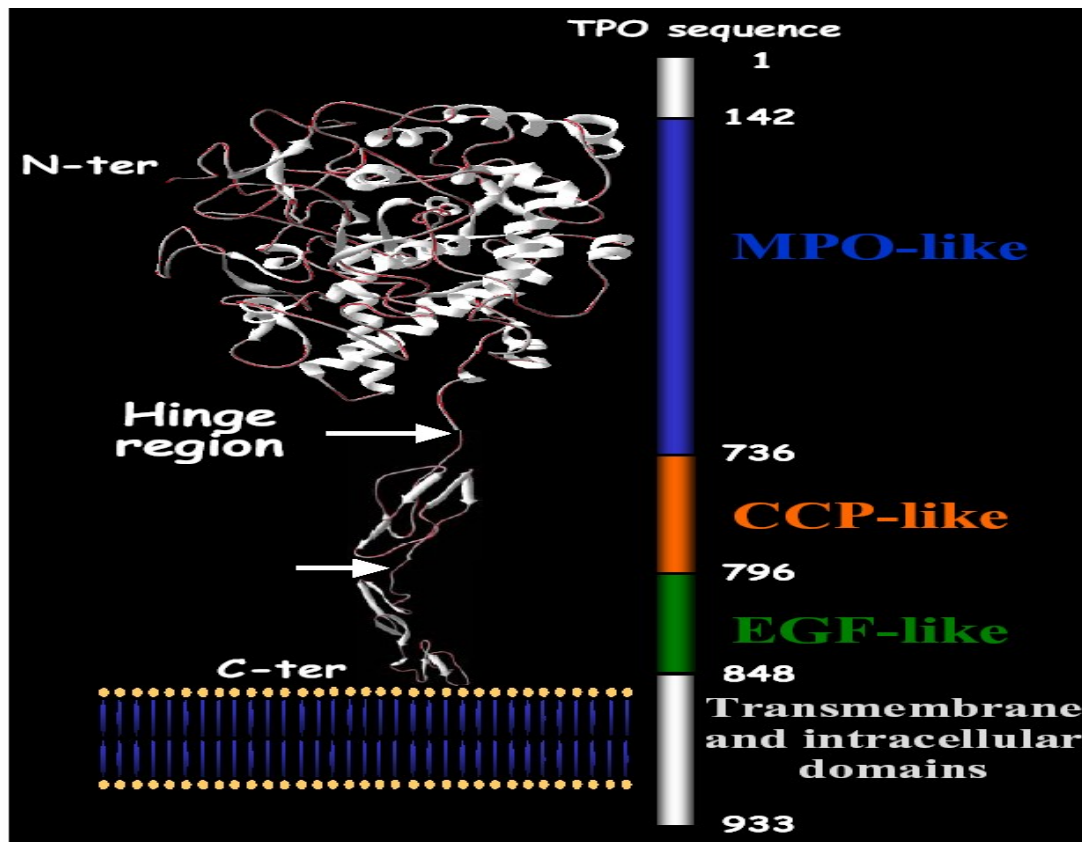 TPO sequence
1
142
N-ter
MPO-like
Hinge
region
736
CCP-like
796
EGF-like
C-ter
848
Transmembrane
and intracellular
domains
933